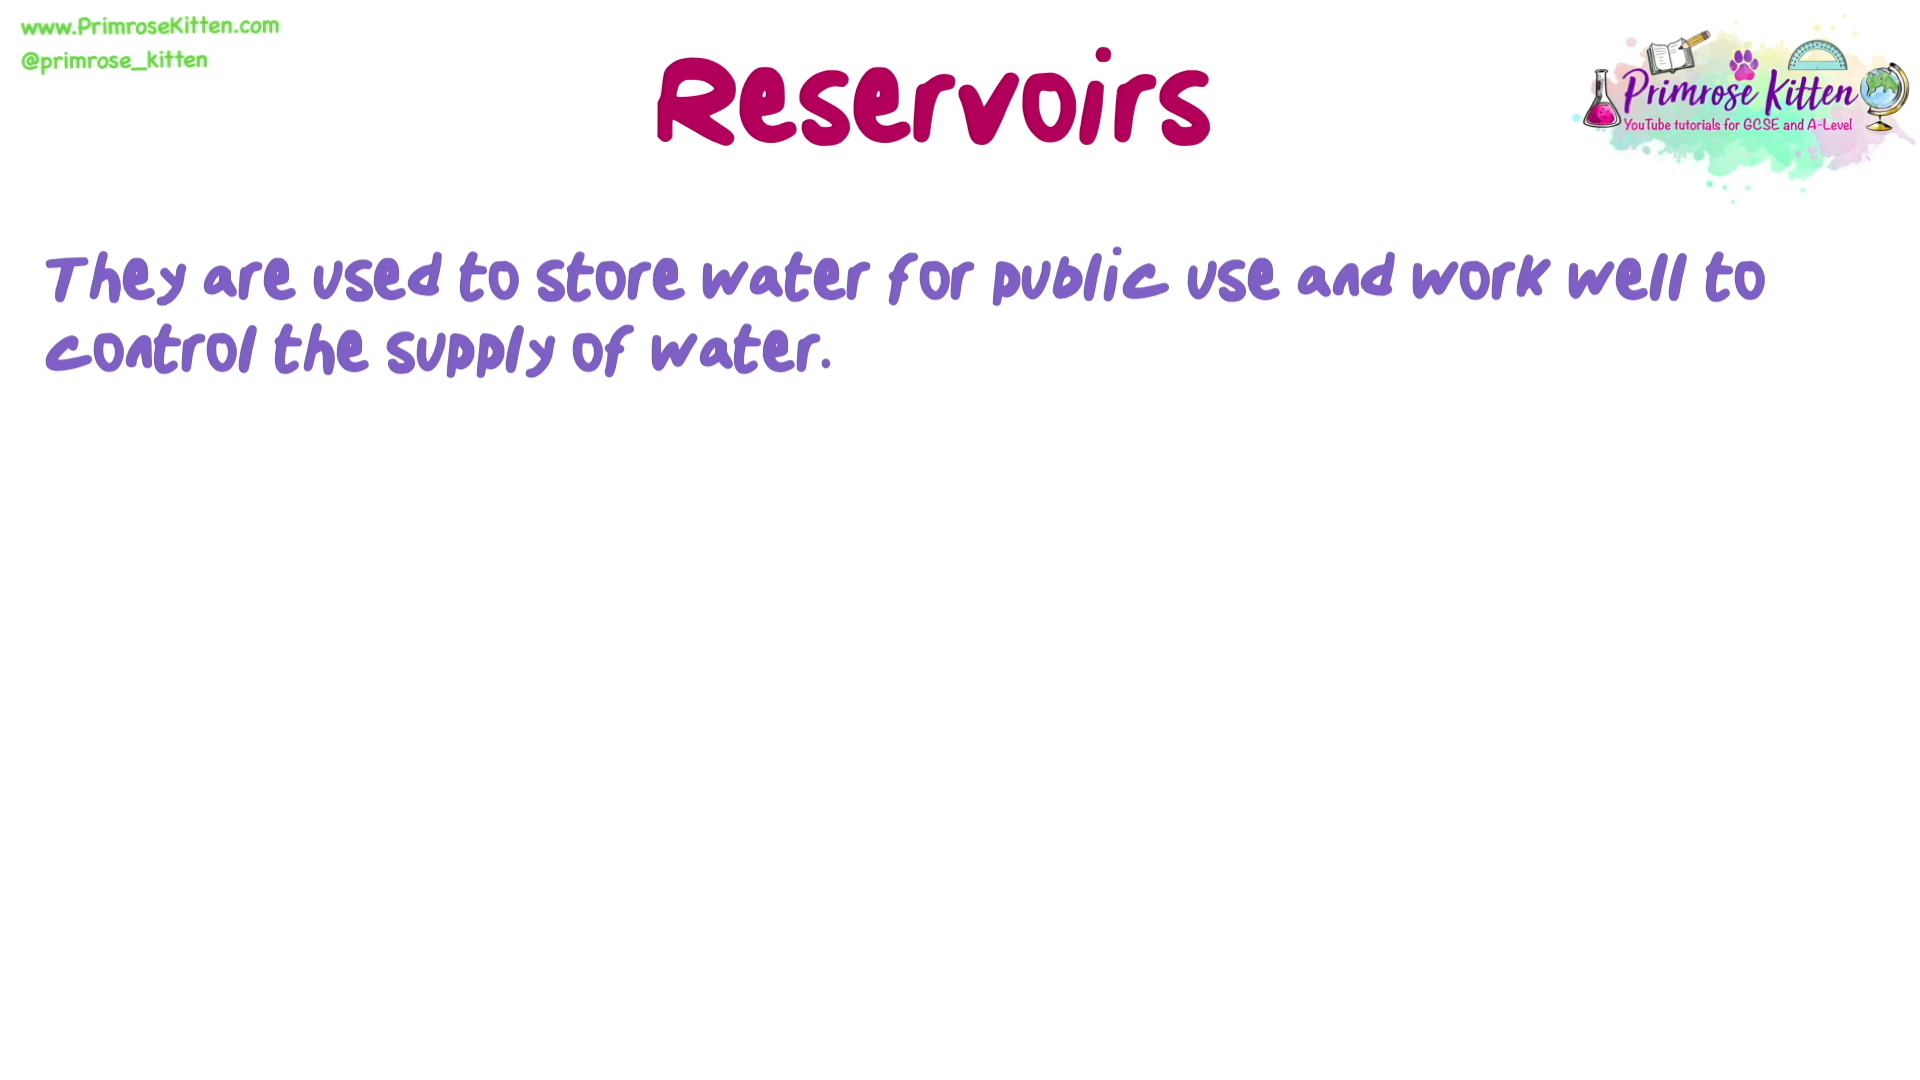 www.PrimroseKitten.com
@primrose_kitten
Reservoirs
Primrose Kitten
YouTube tutorials for GCSE and A-Level
They are used to store water for public use and work well to
control the supply of water.